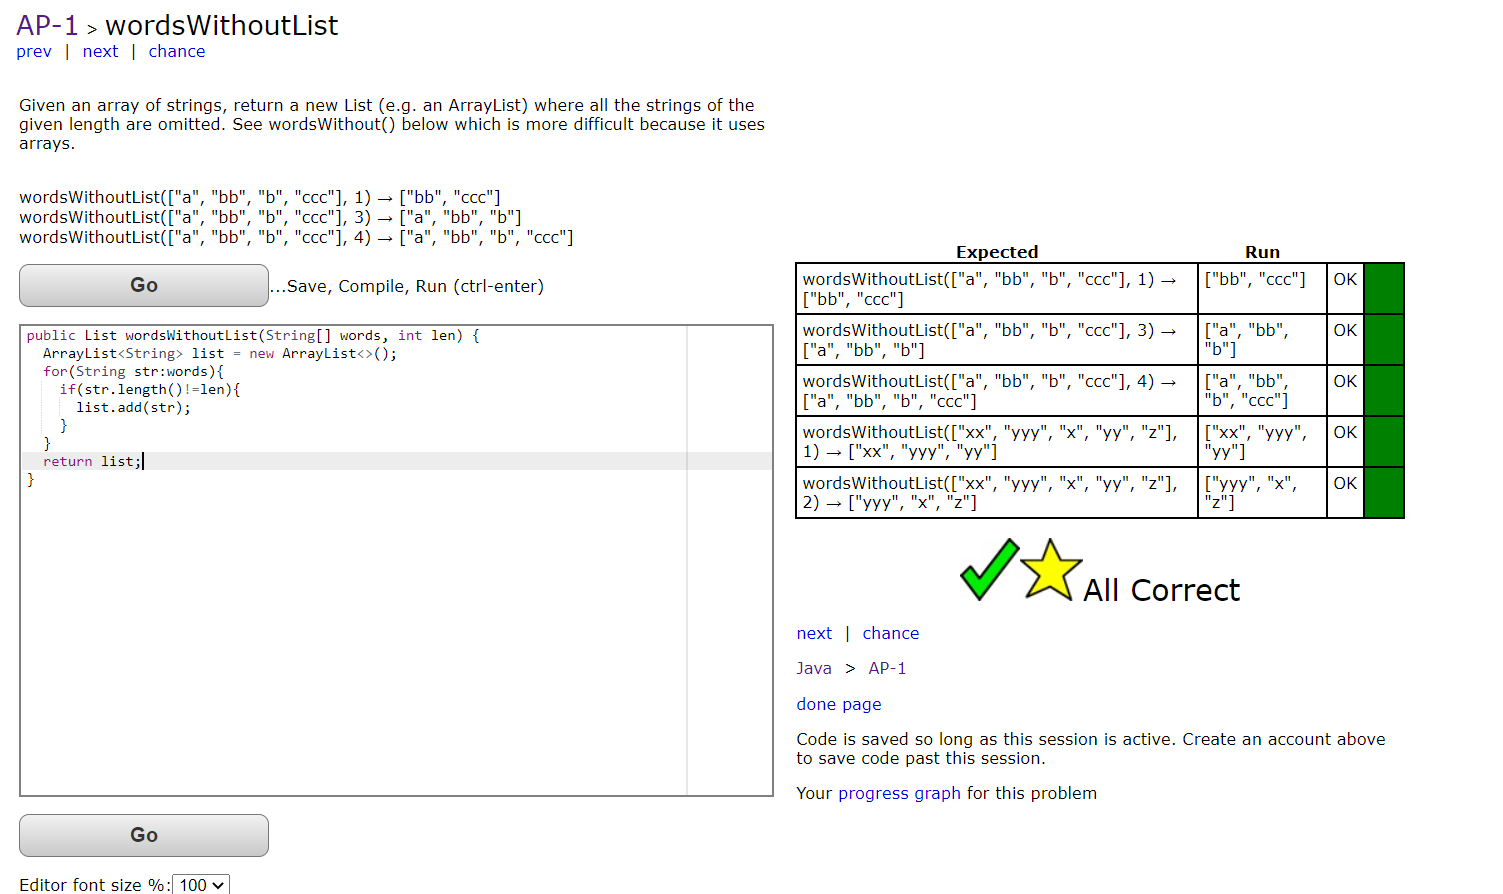 AP-1 > wordsWithoutList
prev | next | chance
Given an array of strings, return a new List (e.g. an ArrayList) where all the strings of the
given length are omitted. See wordsWithout() below which is more difficult because it uses
arrays.
wordsWithoutList(["a", "bb", "b", "ccc"], 1) → ["bb", "ccc"]
wordsWithoutList(["a", "bb", "b", "ccc"], 3) → ["a", "bb", "b"]
wordsWithoutList(["a", "bb", "b", "ccc"], 4) → ["a", "bb", "b", "ccc"]
Go ...Save, Compile, Run (ctrl-enter)
public List wordsWithoutList(String[] words, int len) {
  ArrayList<String> list = new ArrayList<>();
  for(String str:words){
    if(str.length()!=len){
      list.add(str);
    }
  }
  return list;
}
Go
Editor font size %: 100
Expected Run
wordsWithoutList(["a", "bb", "b", "ccc"], 1) → ["bb", "ccc"] OK
["bb", "ccc"]
wordsWithoutList(["a", "bb", "b", "ccc"], 3) → ["a", "bb", OK
["a", "bb", "b"] "b"]
wordsWithoutList(["a", "bb", "b", "ccc"], 4) → ["a", "bb", OK
["a", "bb", "b", "ccc"] "b", "ccc"]
wordsWithoutList(["xx", "yyy", "x", "yy", "z"], ["xx", "yyy", OK
1) → ["xx", "yyy", "yy"] "yy"]
wordsWithoutList(["xx", "yyy", "x", "yy", "z"], ["yyy", "x", OK
2) → ["yyy", "x", "z"] "z"]
All Correct
next | chance
Java > AP-1
done page
Code is saved so long as this session is active. Create an account above
to save code past this session.
Your progress graph for this problem